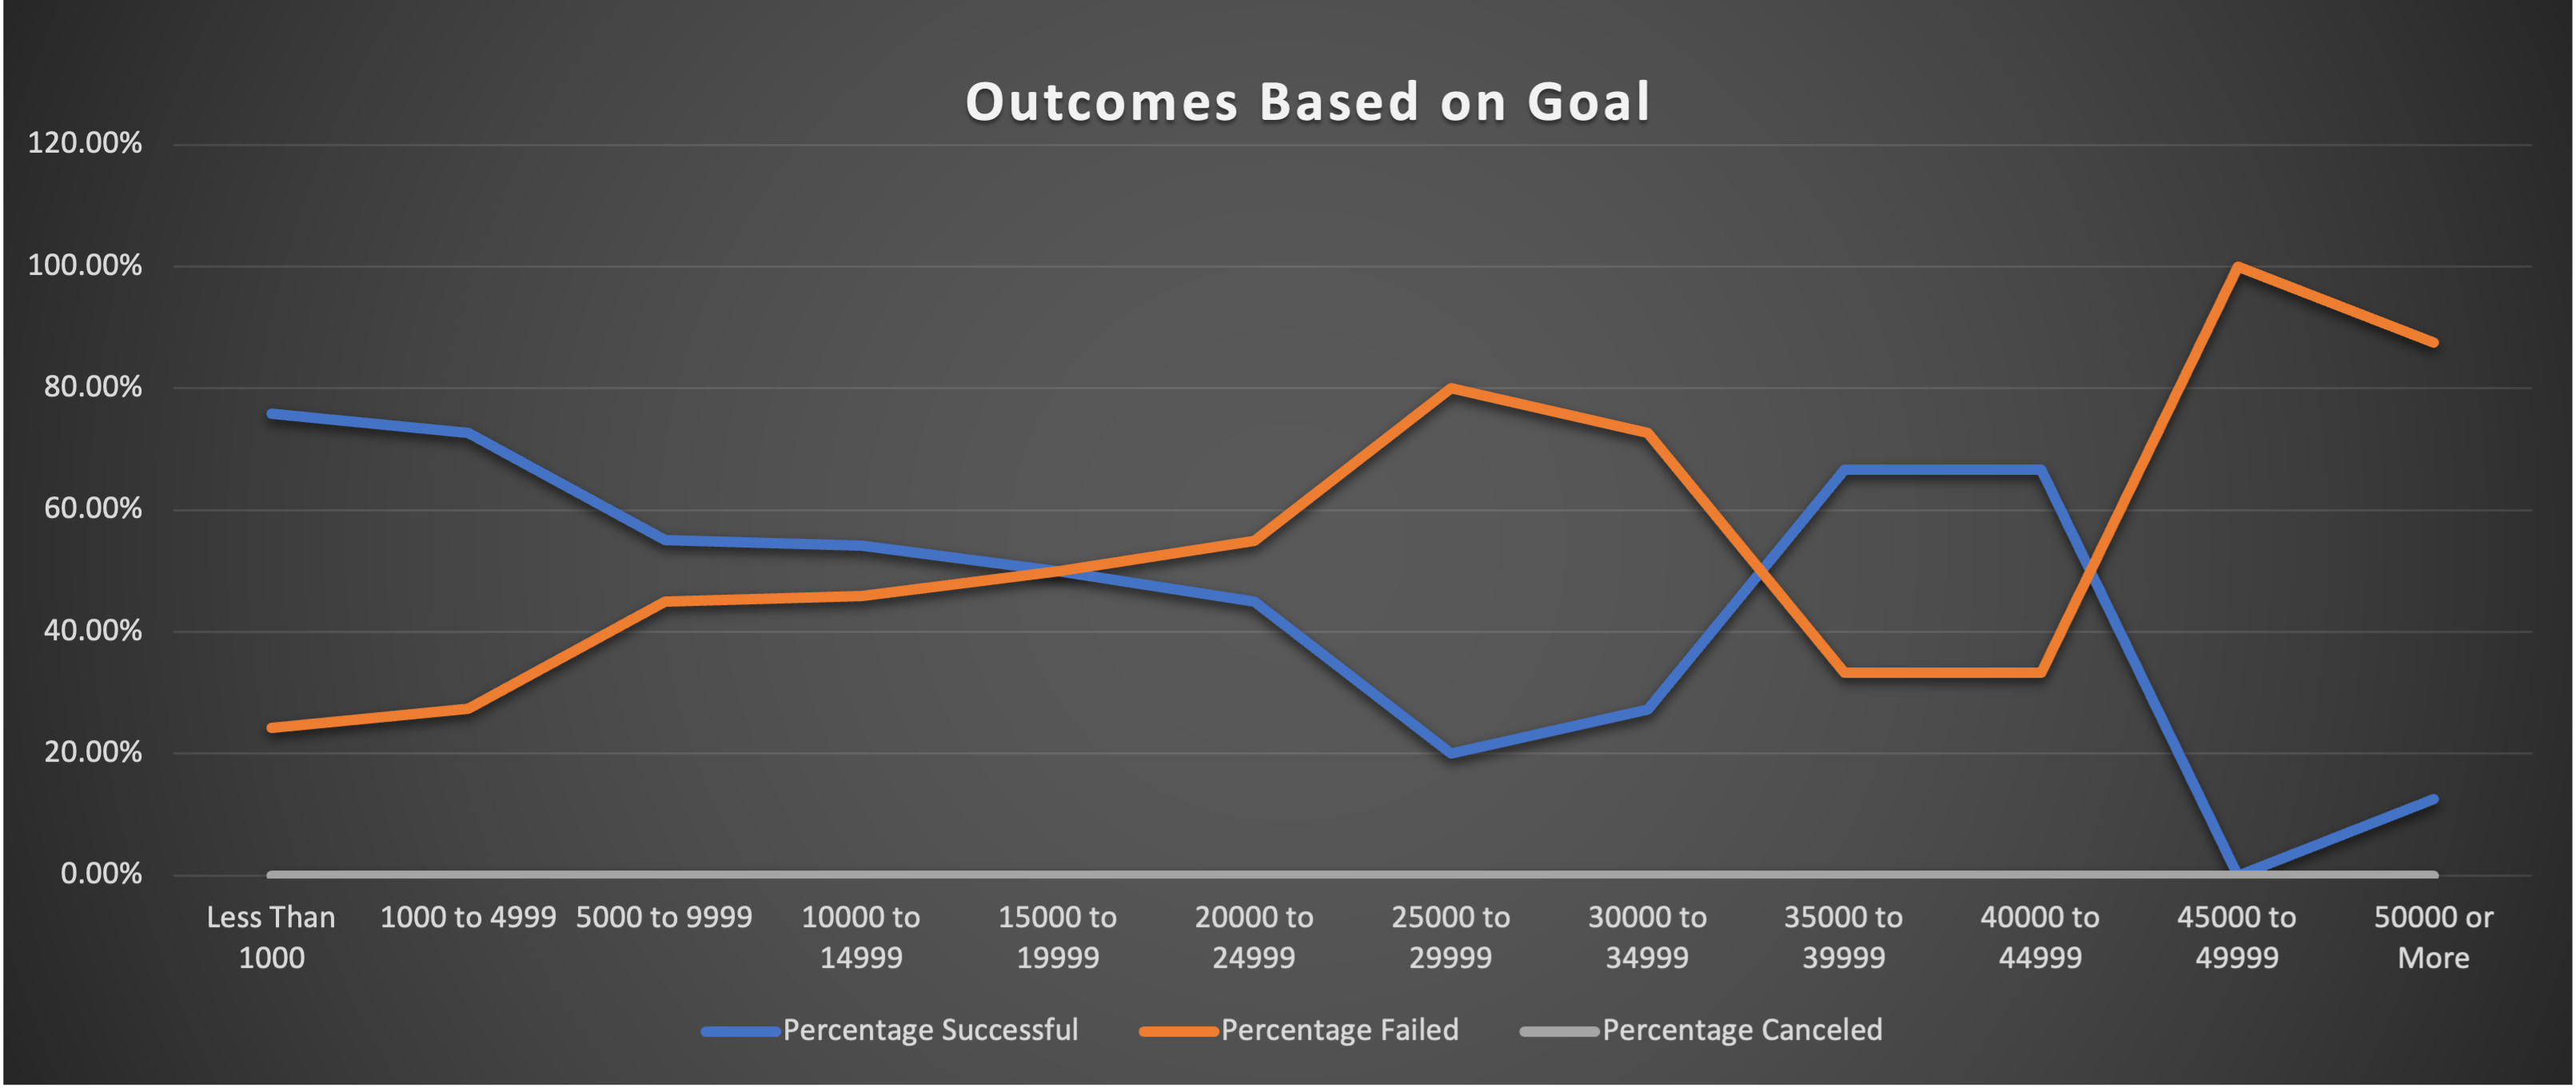 Outcomes Based on Goal
120.00%
100.00%
80.00%
60.00%
40.00%
20.00%
0.00%
Less Than
1000
1000 to 4999
5000 to 9999
10000 to
14999
15000 to
19999
20000 to
24999
25000 to
29999
30000 to
34999
35000 to
39999
40000 to
44999
45000 to
49999
50000 or
More
Percentage Successful
Percentage Failed
Percentage Canceled